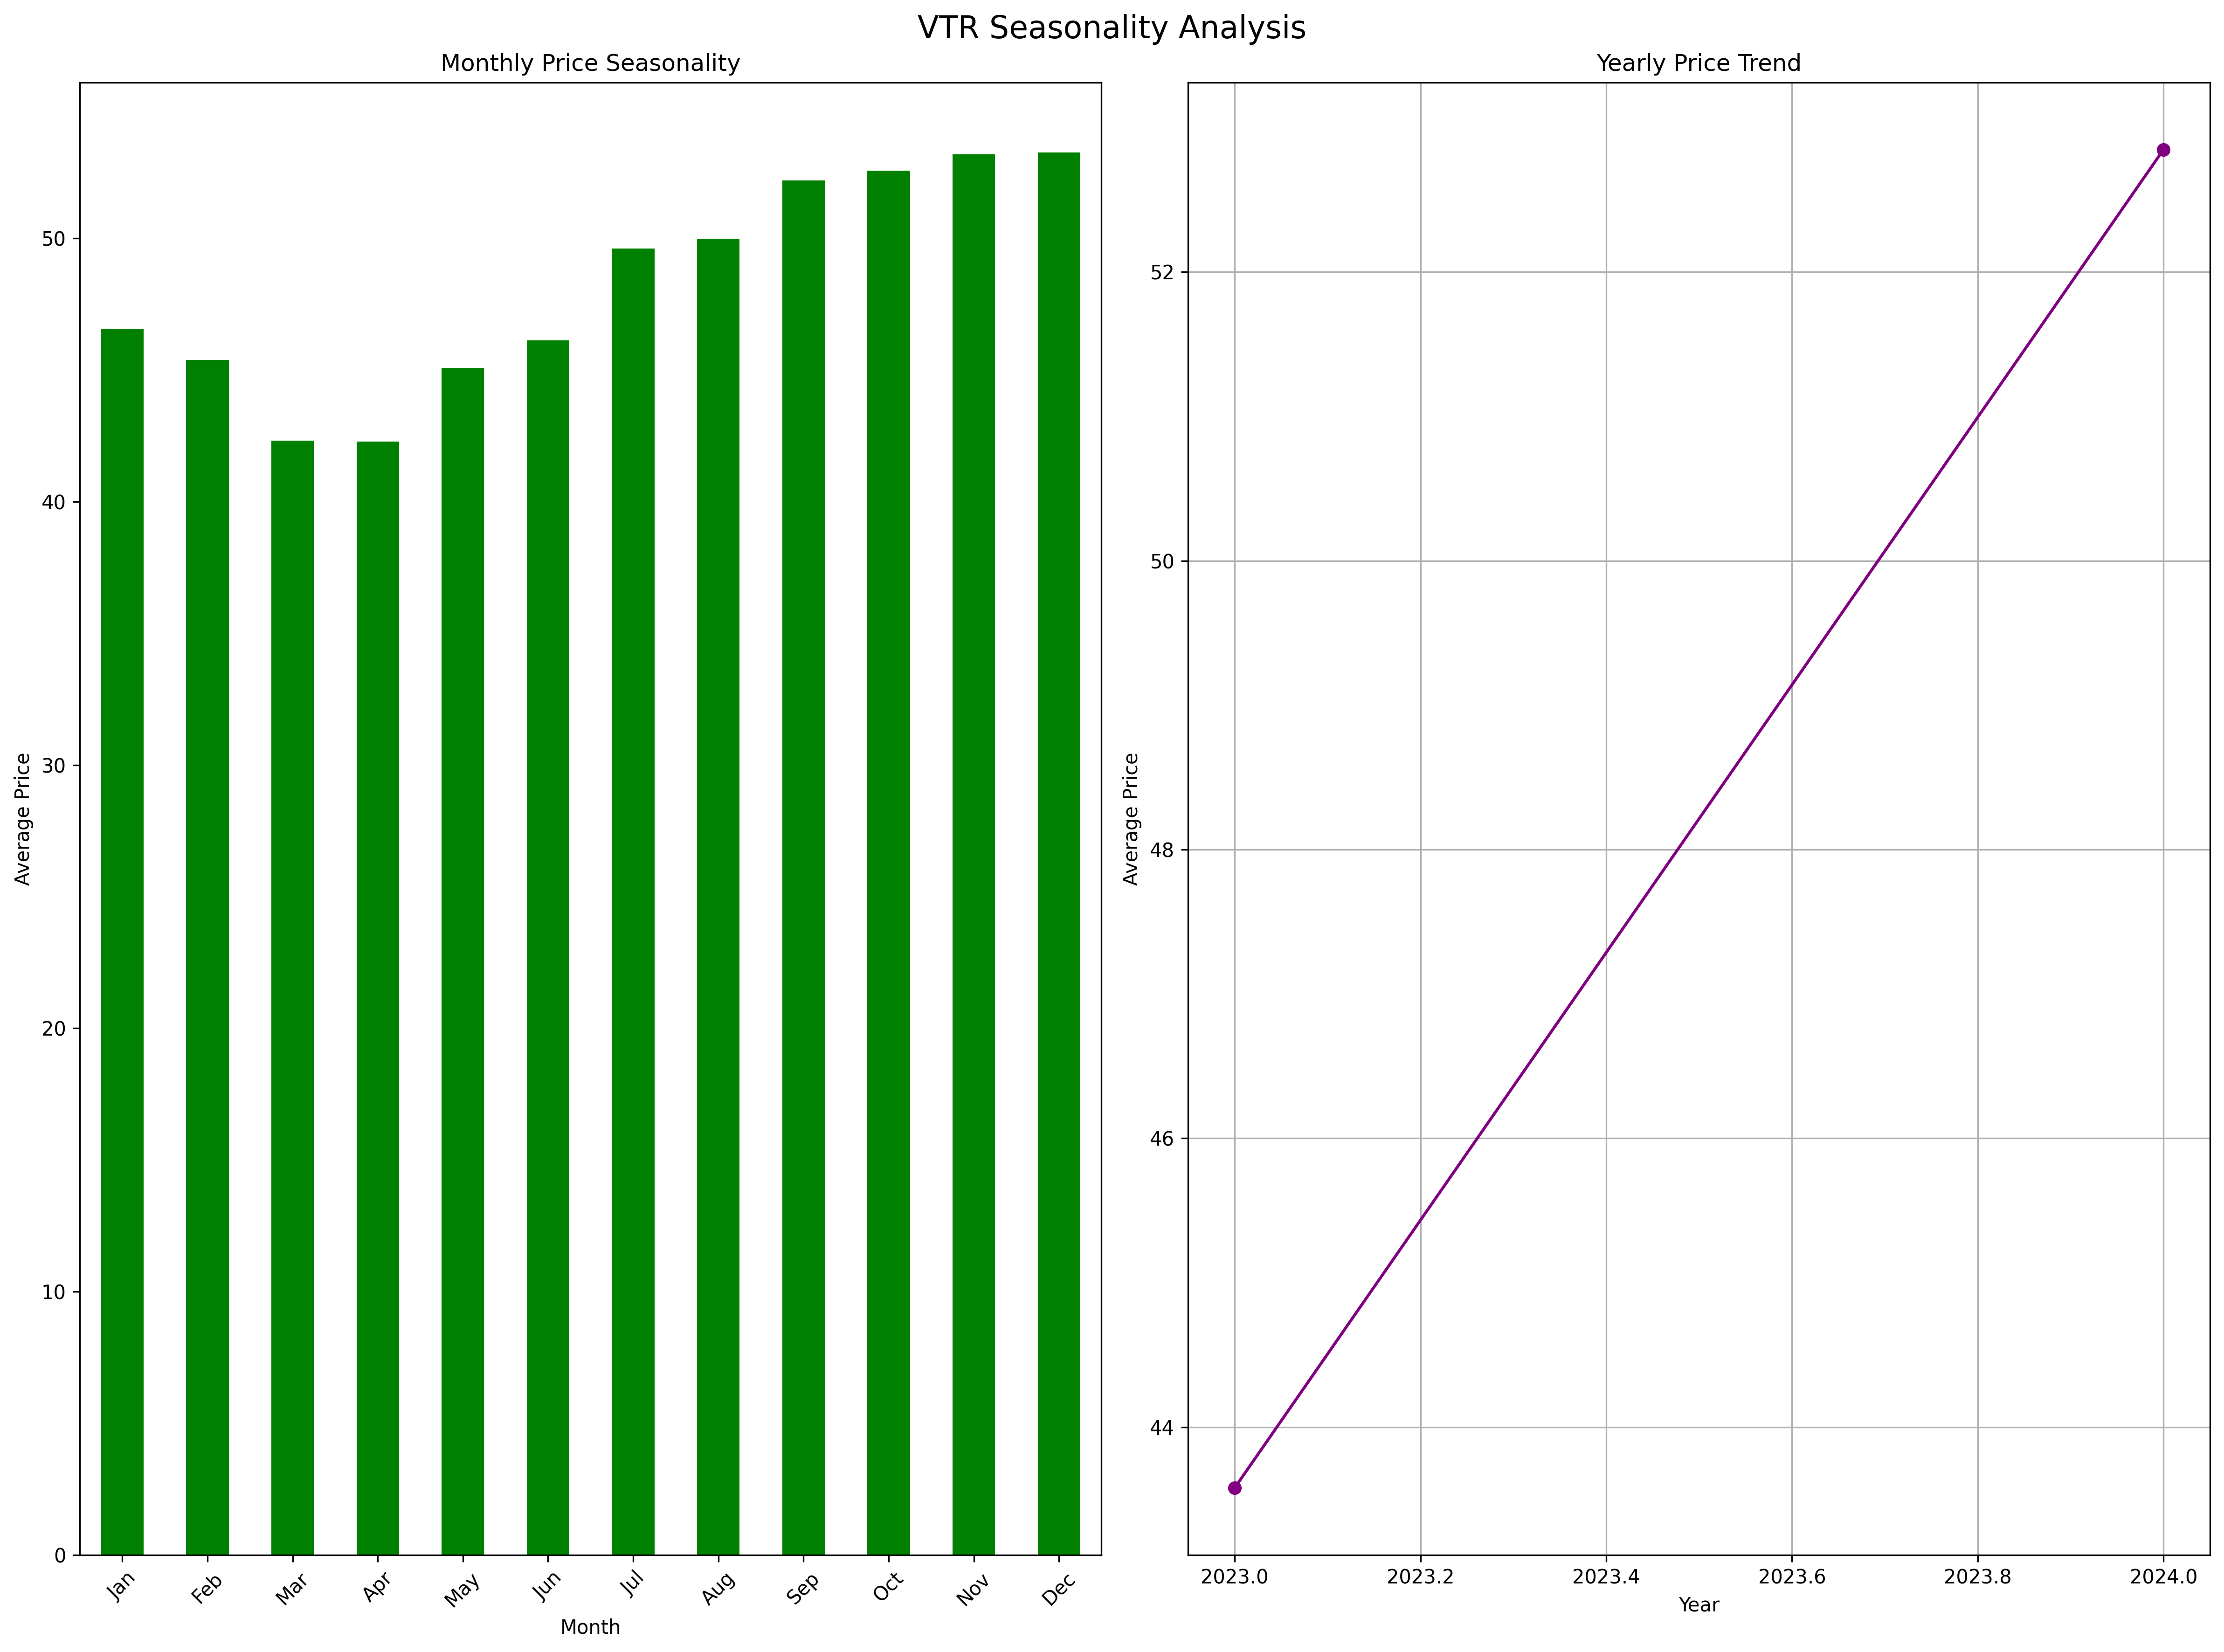 VTR Seasonality Analysis
Monthly Price Seasonality
Average Price
50
40
30
20
10
0
Jan
Feb
Mar
Apr
May
Jun
Jul
Aug
Sep
Oct
Nov
Dec
Month
Yearly Price Trend
Average Price
52
50
48
46
44
2023.0
2023.2
2023.4
2023.6
2023.8
2024.0
Year